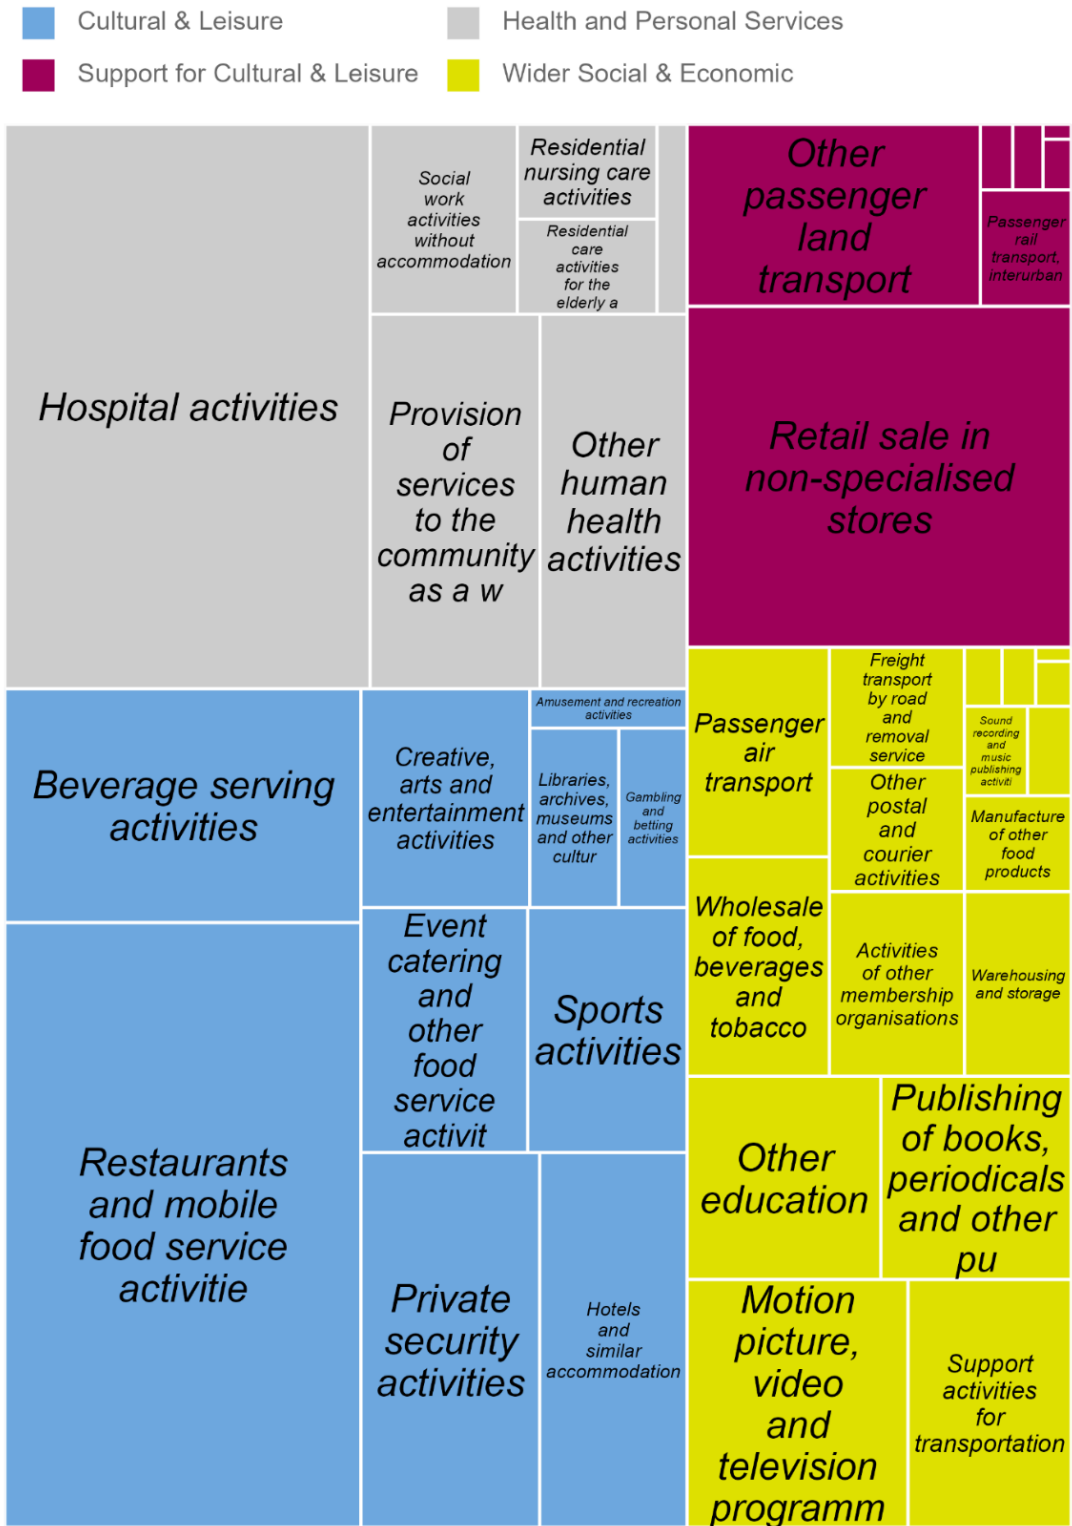 Cultural & Leisure
Health and Personal Services
Support for Cultural & Leisure
Wider Social & Economic
Hospital activities
Social
work
activities
without
accommodation
Residential
nursing care
activities
Residential
care
activities
for the
elderly a
Provision
of
services
to the
community
as a w
Other
human
health
activities
Other
passenger
land
transport
Passenger
rail
transport,
interurban
Retail sale in
non-specialised
stores
Beverage serving
activities
Creative,
arts and
entertainment
activities
Amusement and recreation
activities
Libraries,
archives,
museums
and other
cultur
Gambling
and
betting
activities
Restaurants
and mobile
food service
activitie
Event
catering
and
other
food
service
activit
Sports
activities
Private
security
activities
Hotels
and
similar
accommodation
Passenger
air
transport
Freight
transport
by road
and
removal
service
Sound
recording
and
music
publishing
activiti
Other
postal
and
courier
activities
Manufacture
of other
food
products
Wholesale
of food,
beverages
and
tobacco
Activities
of other
membership
organisations
Warehousing
and storage
Other
education
Publishing
of books,
periodicals
and other
pu
Motion
picture,
video
and
television
programm
Support
activities
for
transportation